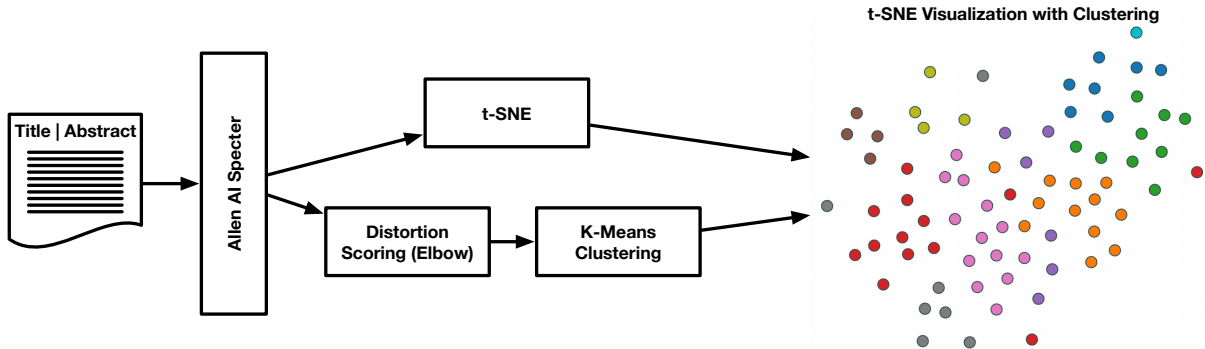 t-SNE Visualization with Clustering
Title | Abstract
Allen AI Specter
t-SNE
Distortion
Scoring (Elbow)
K-Means
Clustering